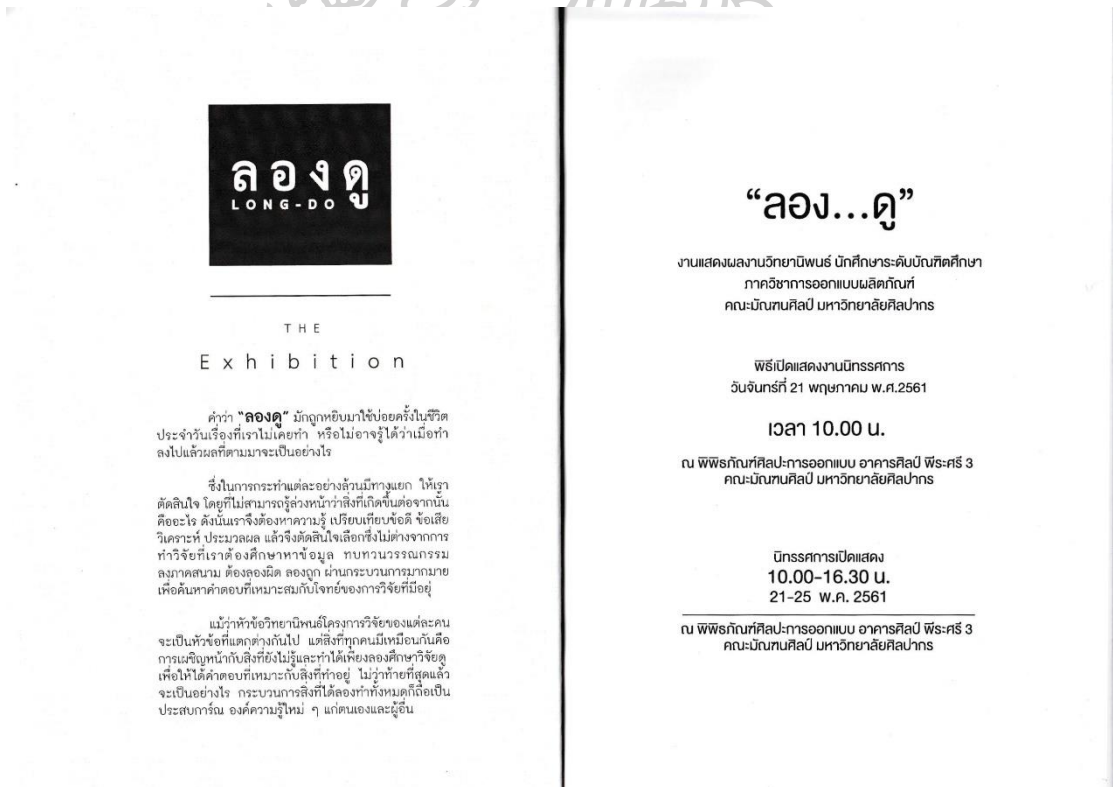 ลองดู
LONG-DO
THE
Exhibition
คำว่า "ลองดู" มักถูกหยิบมาใช้บ่อยครั้งในชีวิต
ประจำวันเรื่องที่เราไม่เคยทำ หรือไม่อาจรู้ได้ว่าเมื่อทำ
ลงไปแล้วผลที่ตามมาจะเป็นอย่างไร
ซึ่งในการกระทำแต่ละอย่างล้วนมีทางแยก ให้เรา
ตัดสินใจ โดยที่ไม่สามารถรู้ล่วงหน้าว่าสิ่งที่เกิดขึ้นต่อจากนั้น
คืออะไร ดังนั้นเราจึงต้องหาความรู้ เปรียบเทียบข้อดี ข้อเสีย
วิเคราะห์ ประมวลผล แล้วจึงตัดสินใจเลือกซึ่งไม่ต่างจากการ
ทำวิจัยที่เราต้องศึกษาหาข้อมูล ทบทวนวรรณกรรม
ลงภาคสนาม ต้องลองผิด ลองถูก ผ่านกระบวนการมากมาย
เพื่อค้นหาคำตอบที่เหมาะสมกับโจทย์ของการวิจัยที่มีอยู่
แม้ว่าหัวข้อวิทยานิพนธ์โครงการวิจัยของแต่ละคน
จะเป็นหัวข้อที่แตกต่างกันไป แต่สิ่งที่ทุกคนมีเหมือนกันคือ
การเผชิญหน้ากับสิ่งที่ยังไม่รู้และทำได้เพียงลองศึกษาวิจัยดู
เพื่อให้ได้คำตอบที่เหมาะกับสิ่งที่ทำอยู่ ไม่ว่าท้ายที่สุดแล้ว
จะเป็นอย่างไร กระบวนการสิ่งที่ได้ลองทำทั้งหมดก็ถือเป็น
ประสบการ์ณ องค์ความรู้ใหม่ ๆ แก่ตนเองและผู้อื่น
"ลอง...ดู"
งานแสดงผลงานวิทยานิพนธ์ นักศึกษาระดับบัณฑิตศึกษา
ภาควิชาการออกแบบผลิตภัณฑ์
คณะมัณฑนศิลป์ มหาวิทยาลัยศิลปากร
พิธีเปิดแสดงงานนิทรรศการ
วันจันทร์ที่ 21 พฤษภาคม พ.ศ.2561
เวลา 10.00 น.
ณ พิพิธภัณฑ์ศิลปะการออกแบบ อาคารศิลป์ พีระศรี 3
คณะมัณฑนศิลป์ มหาวิทยาลัยศิลปากร
นิทรรศการเปิดแสดง
10.00-16.30 น.
21-25 พ.ค. 2561
ณ พิพิธภัณฑ์ศิลปะการออกแบบ อาคารศิลป์ พีระศรี 3
คณะมัณฑนศิลป์ มหาวิทยาลัยศิลปากร